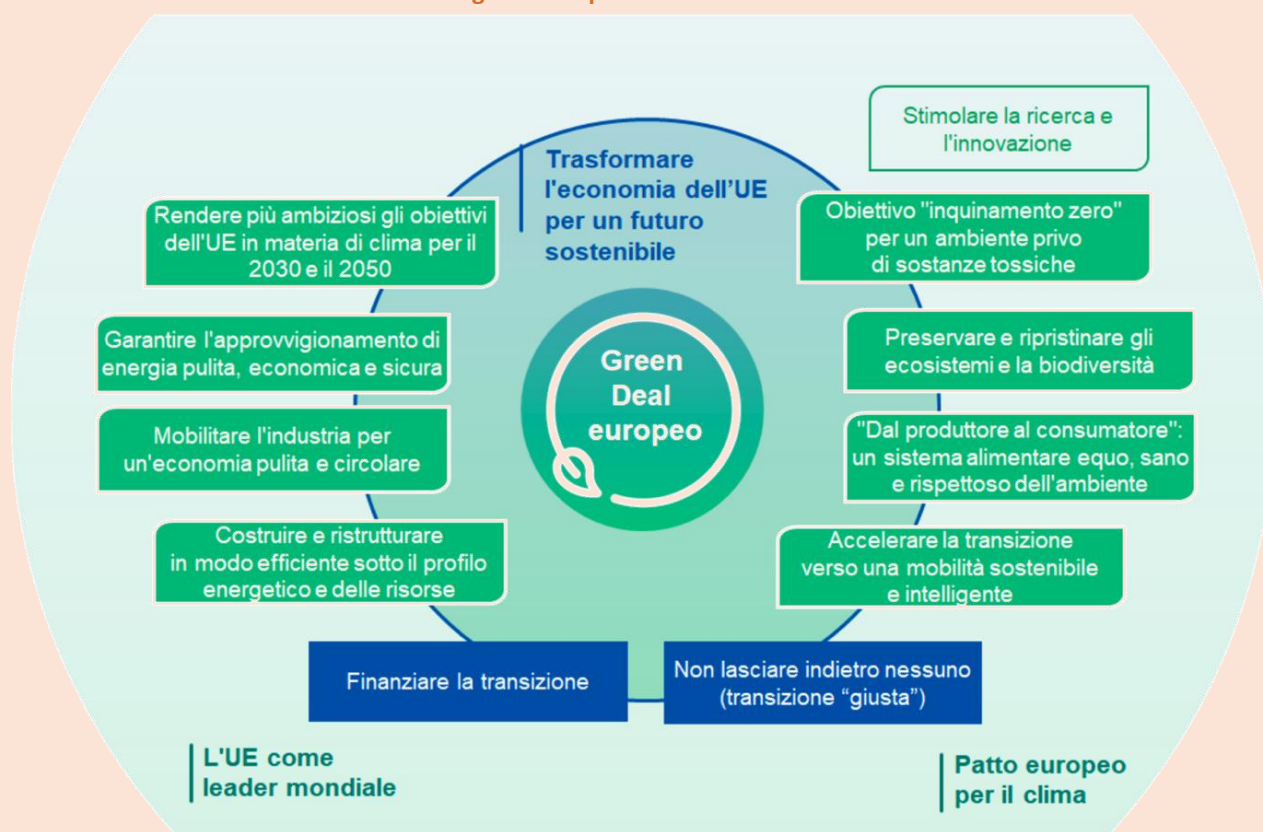 Stimolare la ricerca e
l'innovazione
Trasformare
l'economia dell'UE
per un futuro
sostenibile
Rendere più ambiziosi gli obiettivi
dell'UE in materia di clima per il
2030 e il 2050
Obiettivo "inquinamento zero"
per un ambiente privo
di sostanze tossiche
Garantire l'approvvigionamento di
energia pulita, economica e sicura
Preservare e ripristinare gli
ecosistemi e la biodiversità
Green
Deal
europeo
Mobilitare l'industria per
un'economia pulita e circolare
"Dal produttore al consumatore":
un sistema alimentare equo, sano
e rispettoso dell'ambiente
Costruire e ristrutturare
in modo efficiente sotto il profilo
energetico e delle risorse
Accelerare la transizione
verso una mobilità sostenibile
e intelligente
Finanziare la transizione
Non lasciare indietro nessuno
(transizione “giusta”)
L'UE come
leader mondiale
Patto europeo
per il clima